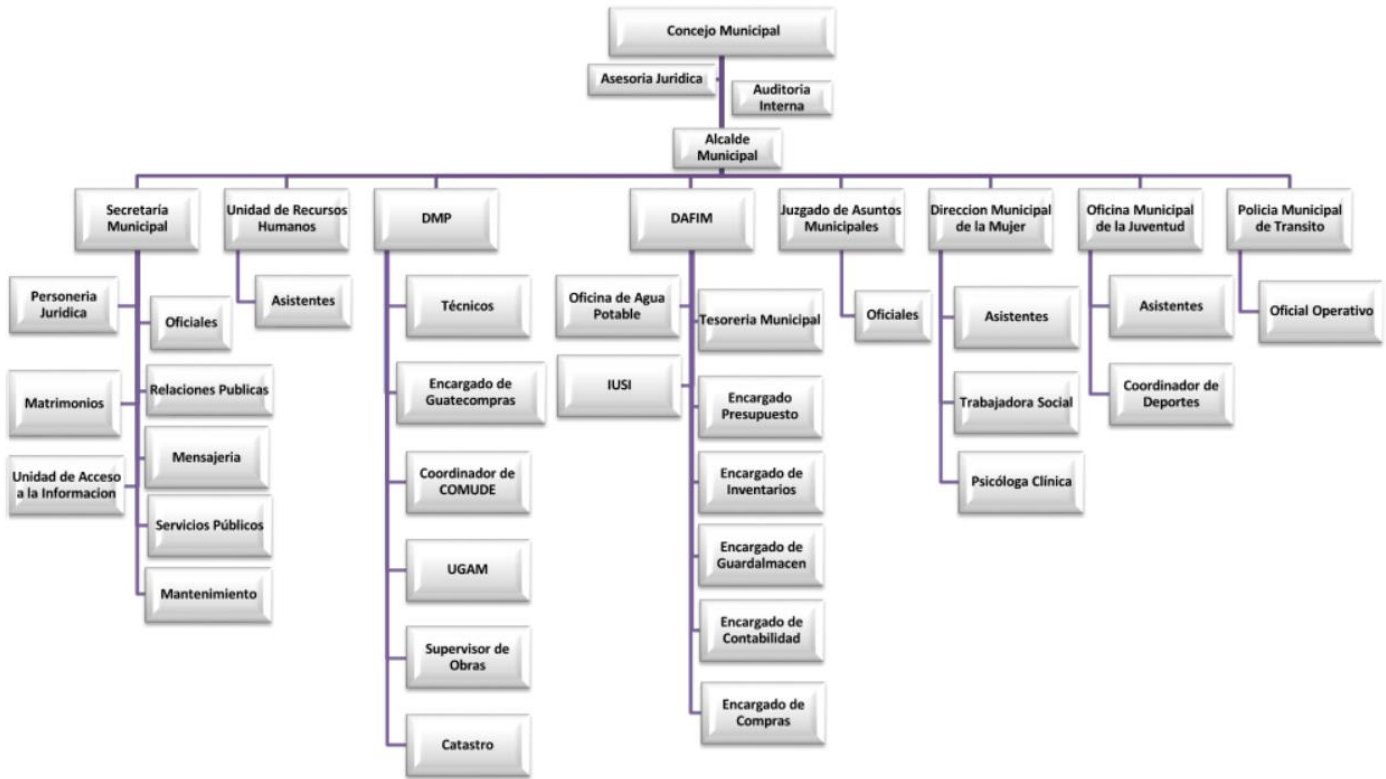 Concejo Municipal
Asesoria Juridica
Auditoria
Interna
Alcalde
Municipal
Secretaría
Municipal
Unidad de Recursos
Humanos
DMP
DAFIM
Juzgado de Asuntos
Municipales
Direccion Municipal
de la Mujer
Oficina Municipal
de la Juventud
Policia Municipal
de Transito
Personeria
Juridica
Oficiales
Matrimonios
Relaciones Publicas
Mensajeria
Unidad de Acceso
a la Informacion
Servicios Públicos
Mantenimiento
Asistentes
Técnicos
Encargado de
Guatecompras
Coordinador de
COMUDE
UGAM
Supervisor de
Obras
Catastro
Oficina de Agua
Potable
Tesoreria Municipal
IUSI
Encargado
Presupuesto
Encargado de
Inventarios
Encargado de
Guardalmacen
Encargado de
Contabilidad
Encargado de
Compras
Oficiales
Asistentes
Trabajadora Social
Psicóloga Clínica
Asistentes
Coordinador de
Deportes
Oficial Operativo